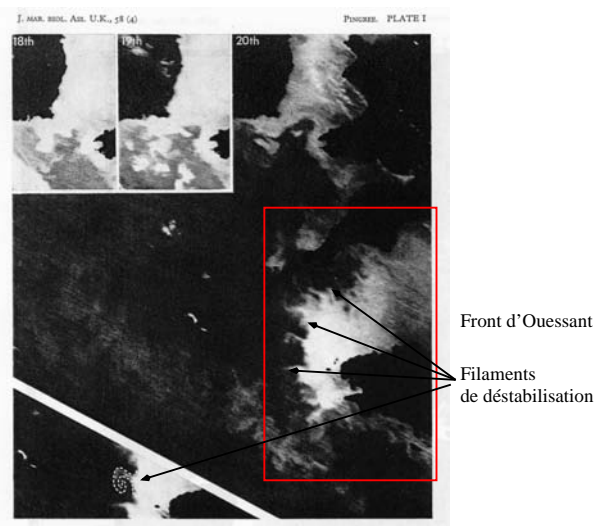 J. MAR. BIOL. ASS. U.K., 58 (4)
PINGREE. PLATE I
18th
19th
20th
Front d'Ouessant
Filaments
de déstabilisation